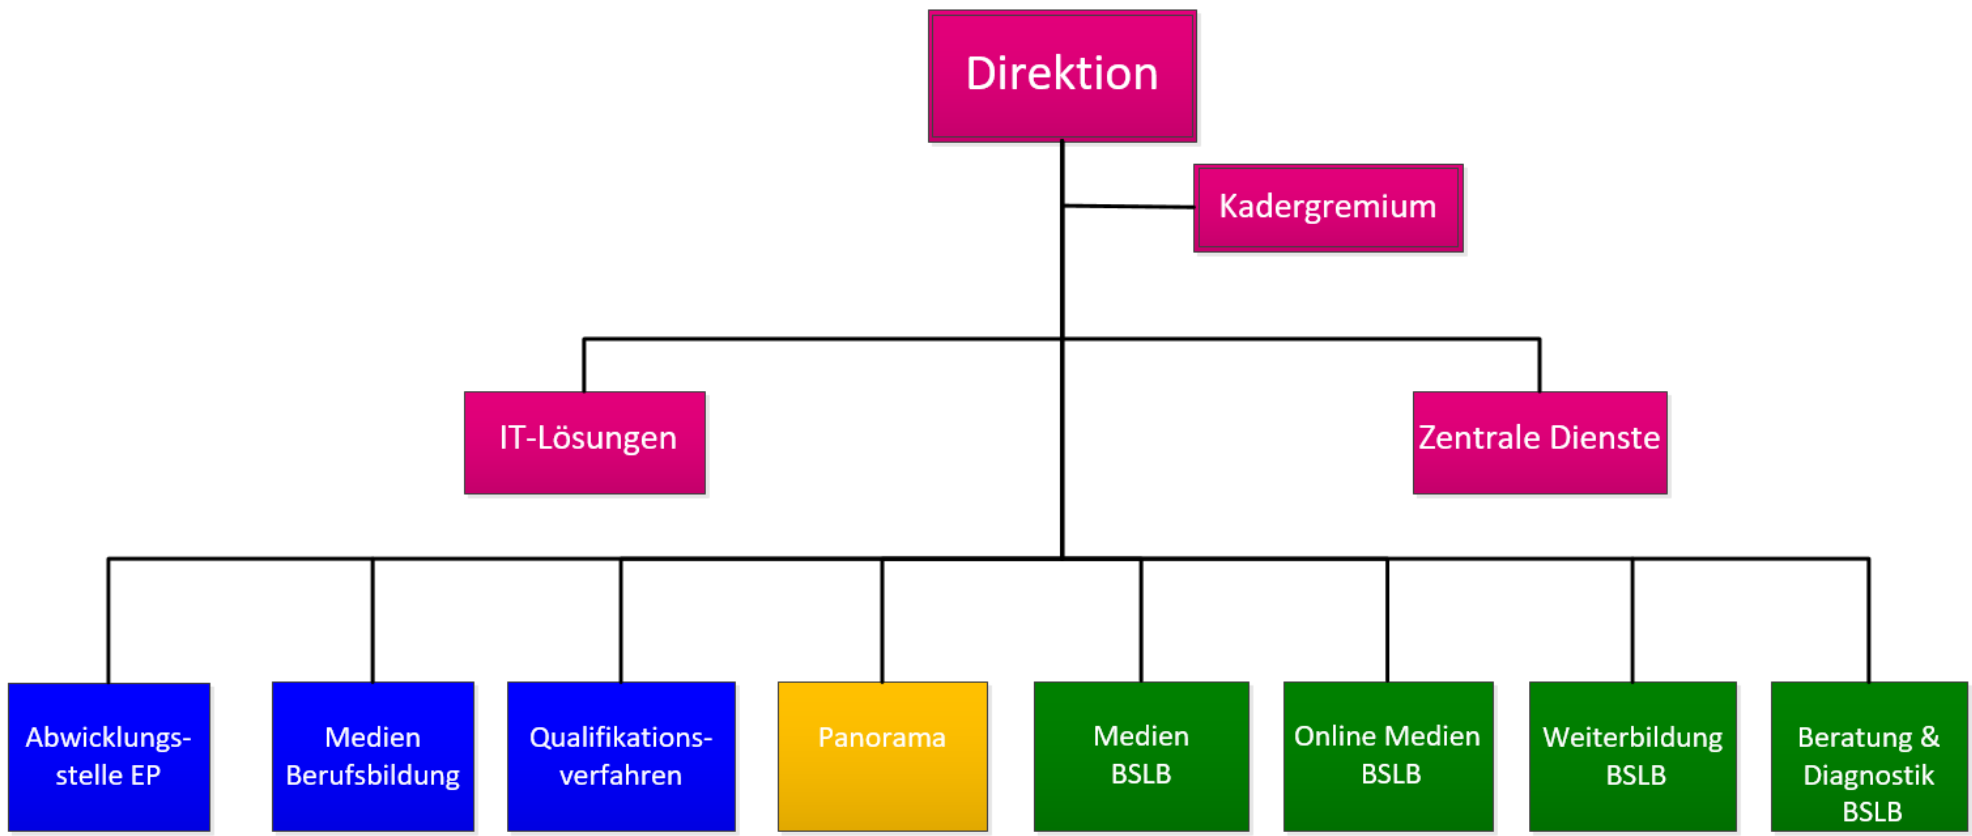 Direktion
Kadergremium
IT-Lösungen
Zentrale Dienste
Abwicklungs-
stelle EP
Medien
Berufsbildung
Qualifikations-
verfahren
Panorama
Medien
BSLB
Online Medien
BSLB
Weiterbildung
BSLB
Beratung &
Diagnostik
BSLB